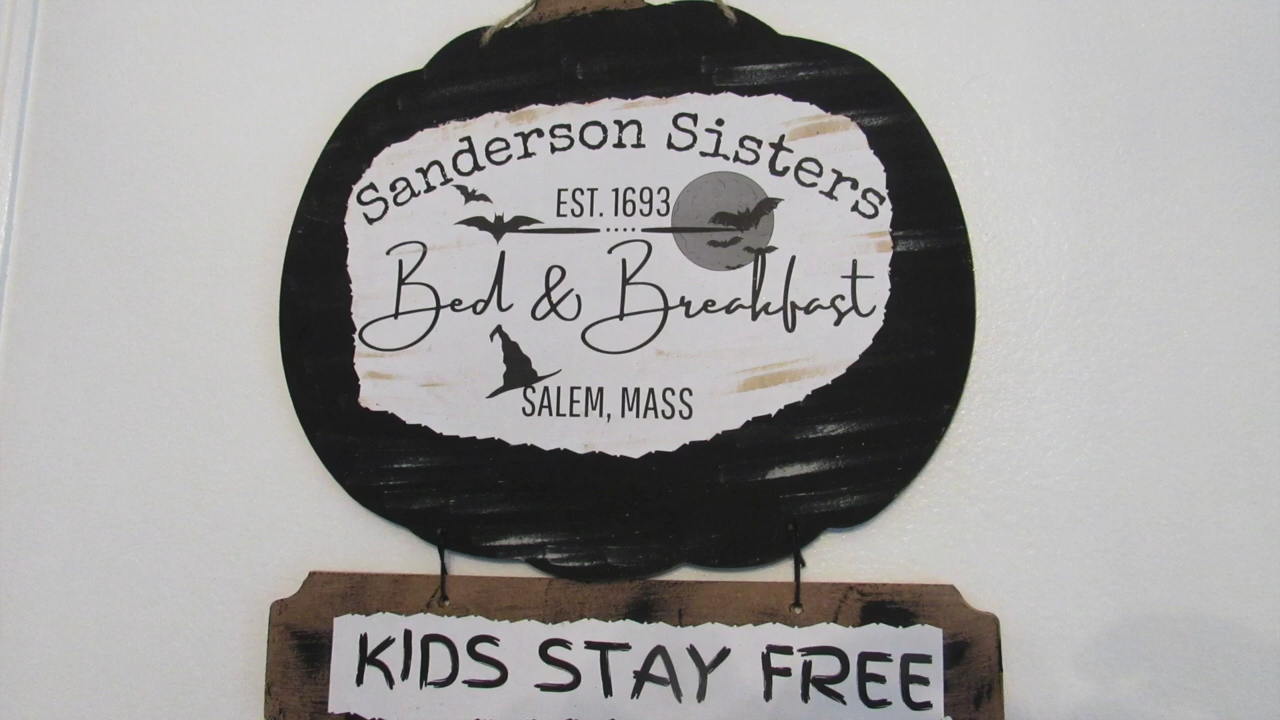 Sanderson Sisters
EST. 1693
Bed & Breakfast
SALEM, MASS
KIDS STAY FREE